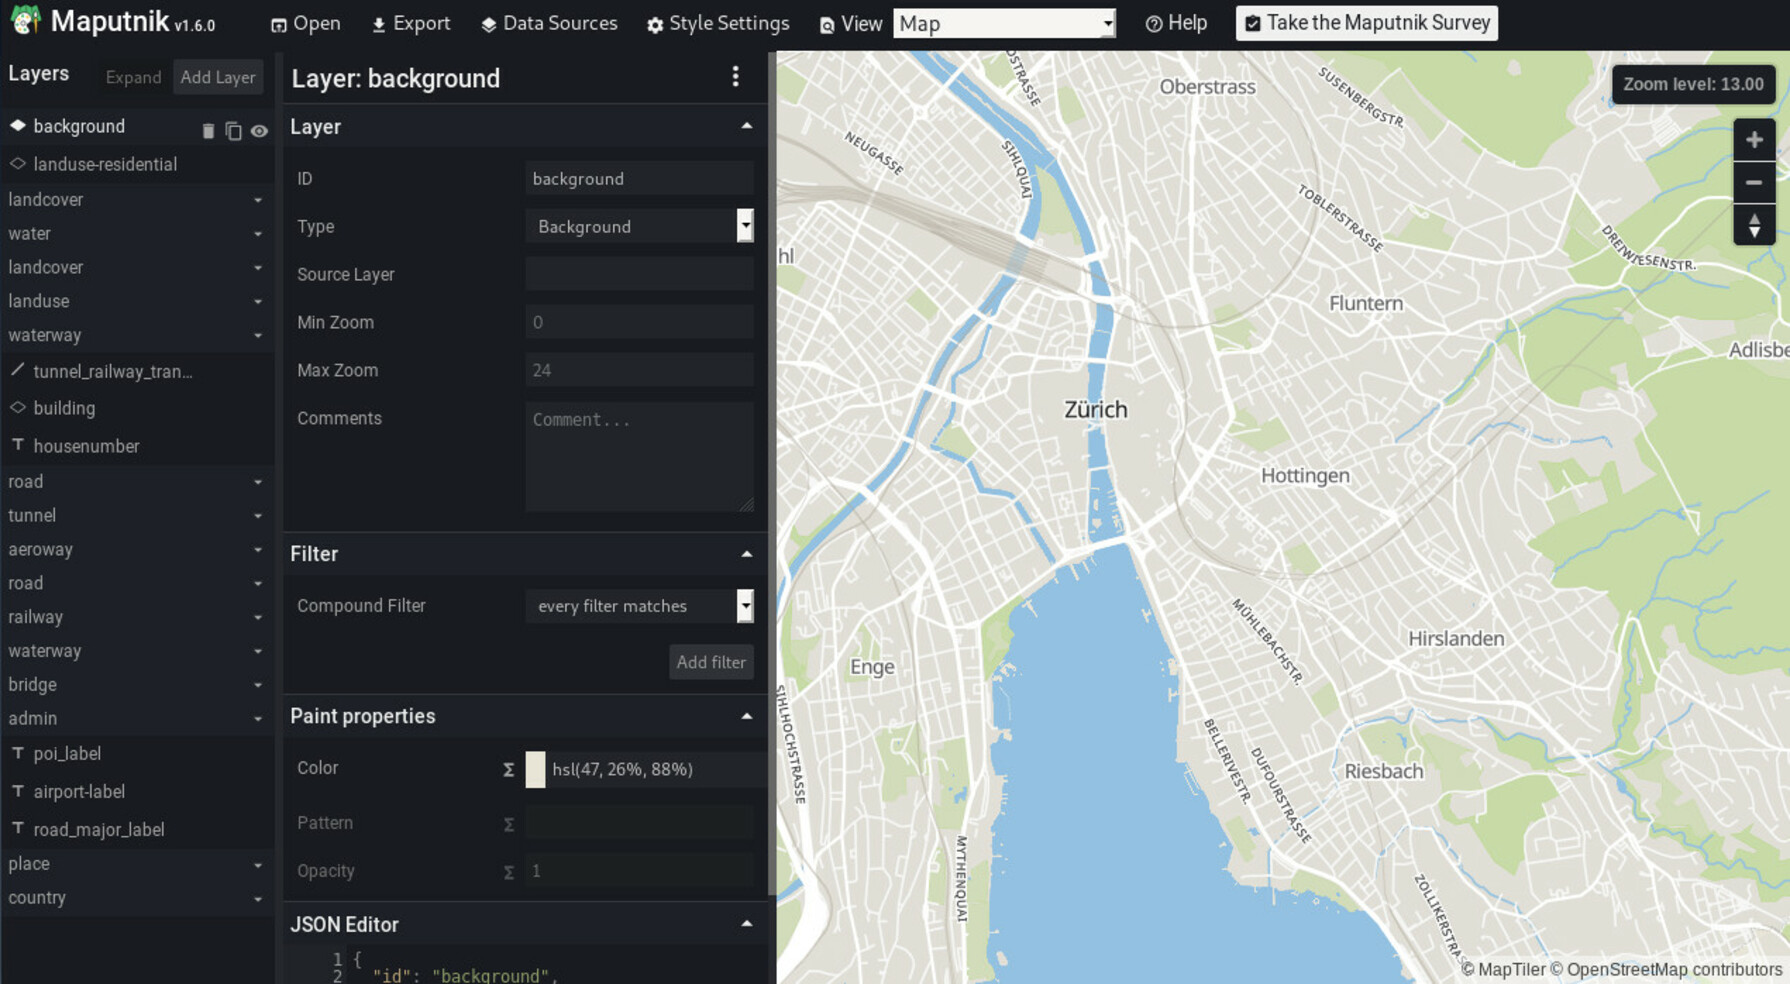 Maputnik v1.6.0
Open
Export
Data Sources
Style Settings
View
Map
Help
Take the Maputnik Survey
Layers
Expand
Add Layer
background
landuse-residential
landcover
water
landcover
landuse
waterway
tunnel_railway_tran...
building
housenumber
road
tunnel
aeroway
road
railway
waterway
bridge
admin
poi_label
airport-label
road_major_label
place
country
Layer: background
Layer
ID
background
Type
Background
Source Layer
Min Zoom
0
Max Zoom
24
Comments
Comment...
Filter
Compound Filter
every filter matches
Add filter
Paint properties
Color
Σ
hsl(47, 26%, 88%)
Pattern
Σ
Opacity
Σ
1
JSON Editor
1 {
2 "id": "background",
Zoom level: 13.00
OSTRASSE
Oberstrass
SUSENBERGSTR.
NEUGASSE
SIHLQUAI
TOBLERSTRASSE
DREIWIESENSTR.
hl
Fluntern
Adlisbe
Zürich
Hottingen
MÜHLEBACHSTR.
Hirslanden
Enge
SIHLHOCHSTRASSE
BELLERIVESTR.
DUFOURSTRASSE
Riesbach
MYTHENQUAI
ZOLLIKERSTRAS
© MapTiler © OpenStreetMap contributors